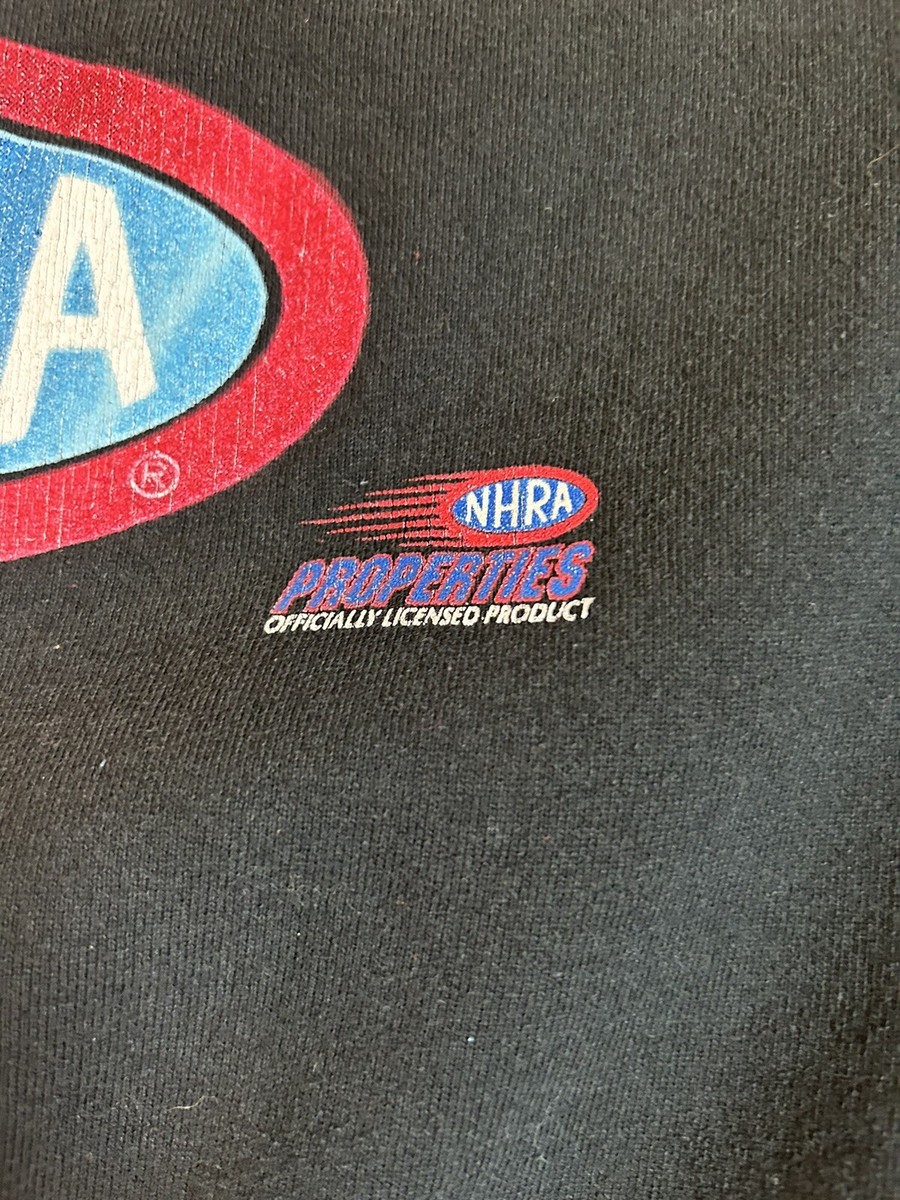 A
®
NHRA
PROPERTIES
OFFICIALLY LICENSED PRODUCT